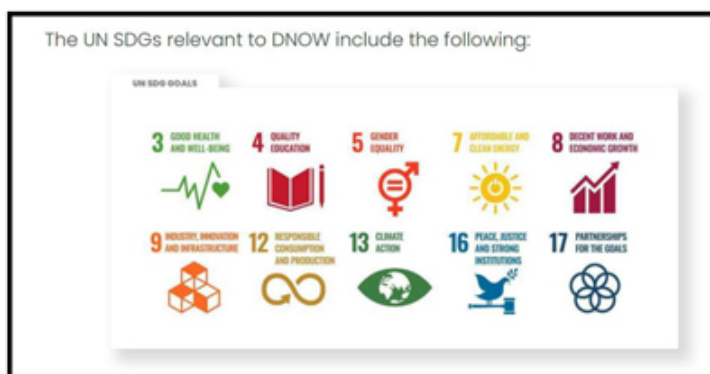 The UN SDGs relevant to DNOW include the following:
UN SDG GOALS
3 GOOD HEALTH
AND WELL-BEING
4 QUALITY
EDUCATION
5 GENDER
EQUALITY
7 AFFORDABLE AND
CLEAN ENERGY
8 DECENT WORK AND
ECONOMIC GROWTH
9 INDUSTRY, INNOVATION
AND INFRASTRUCTURE
12 RESPONSIBLE
CONSUMPTION
AND PRODUCTION
13 CLIMATE
ACTION
16 PEACE, JUSTICE
AND STRONG
INSTITUTIONS
17 PARTNERSHIPS
FOR THE GOALS